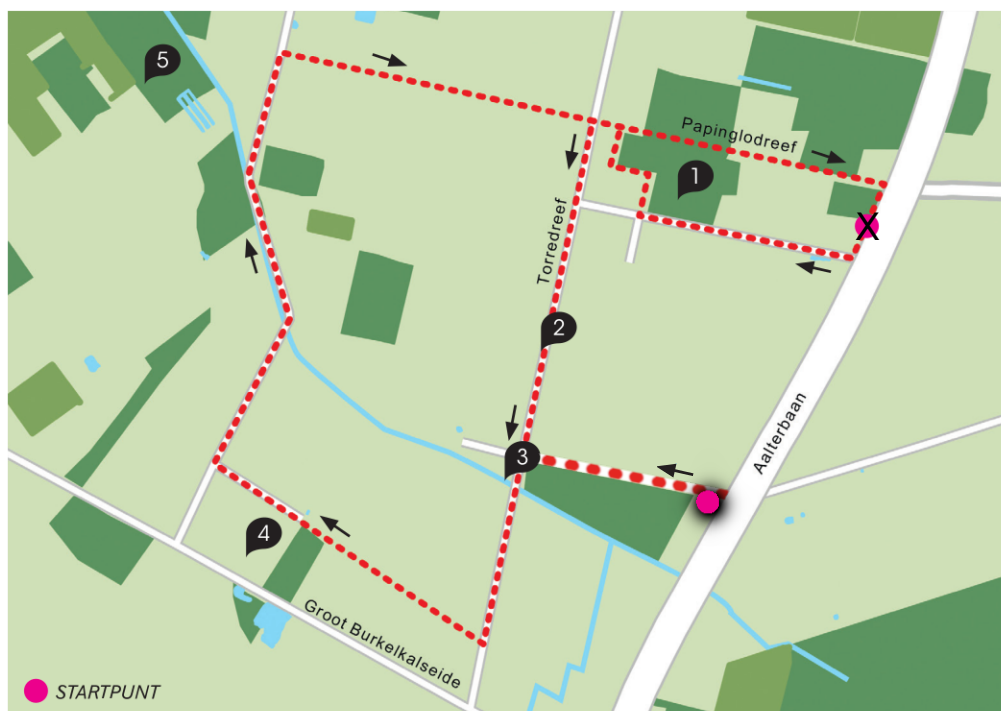 5
Papinglodreef
1
Torredreef
2
Aalterbaan
3
4
Groot Burkelkalseide
X
STARTPUNT